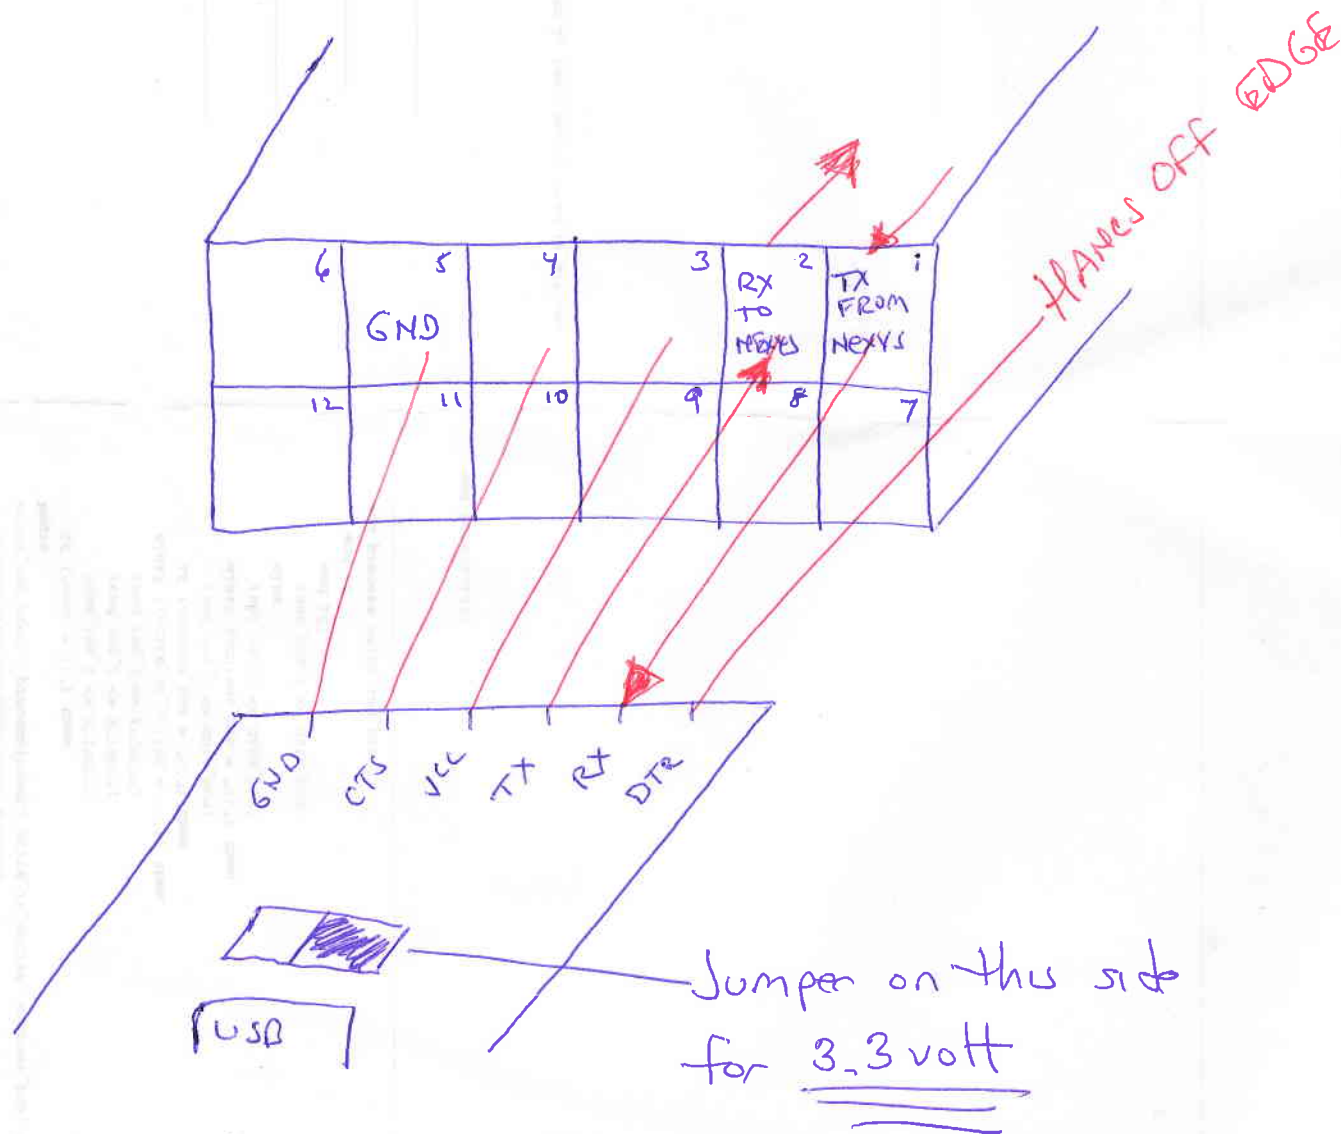 HANGS OFF EDGE
6 5 4 3 2 1
GND
RX
TO
NEXYS
TX
FROM
NEXYS
12 11 10 9 8 7
GND CTS VCC TX RX DTR
USB
Jumper on this side
for 3.3 volt